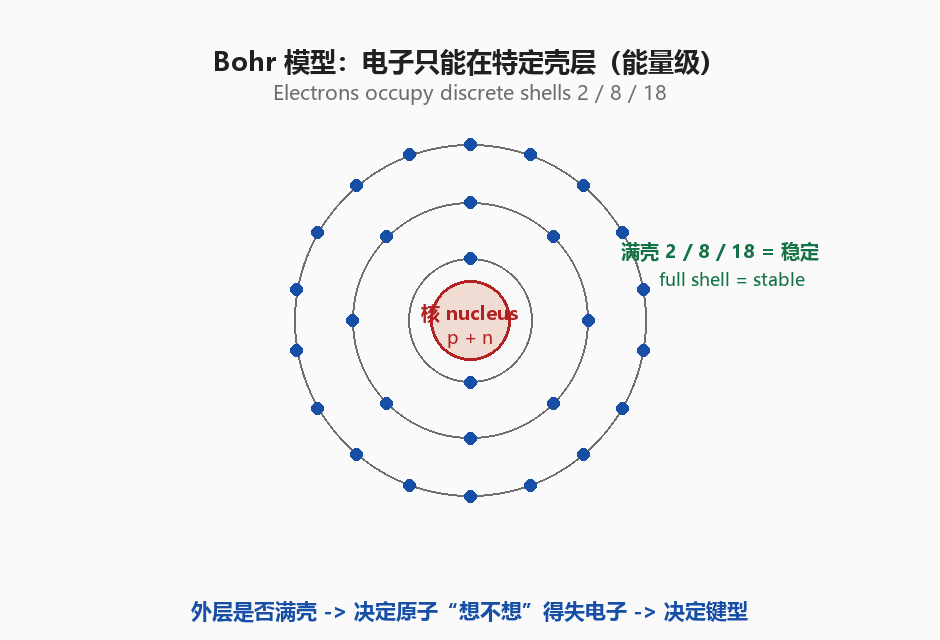 Bohr 模型：电子只能在特定壳层（能量级）
Electrons occupy discrete shells 2 / 8 / 18
满壳 2 / 8 / 18 = 稳定
full shell = stable
核 nucleus
p + n
外层是否满壳 -> 决定原子“想不想”得失电子 -> 决定键型